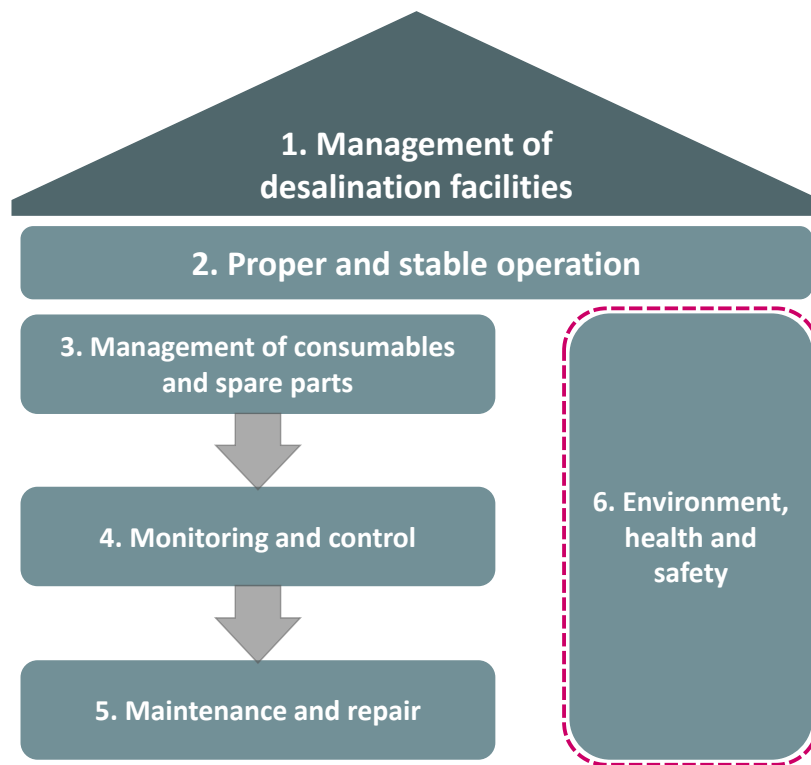 1. Management of
desalination facilities
2. Proper and stable operation
3. Management of consumables
and spare parts
4. Monitoring and control
5. Maintenance and repair
6. Environment,
health and
safety